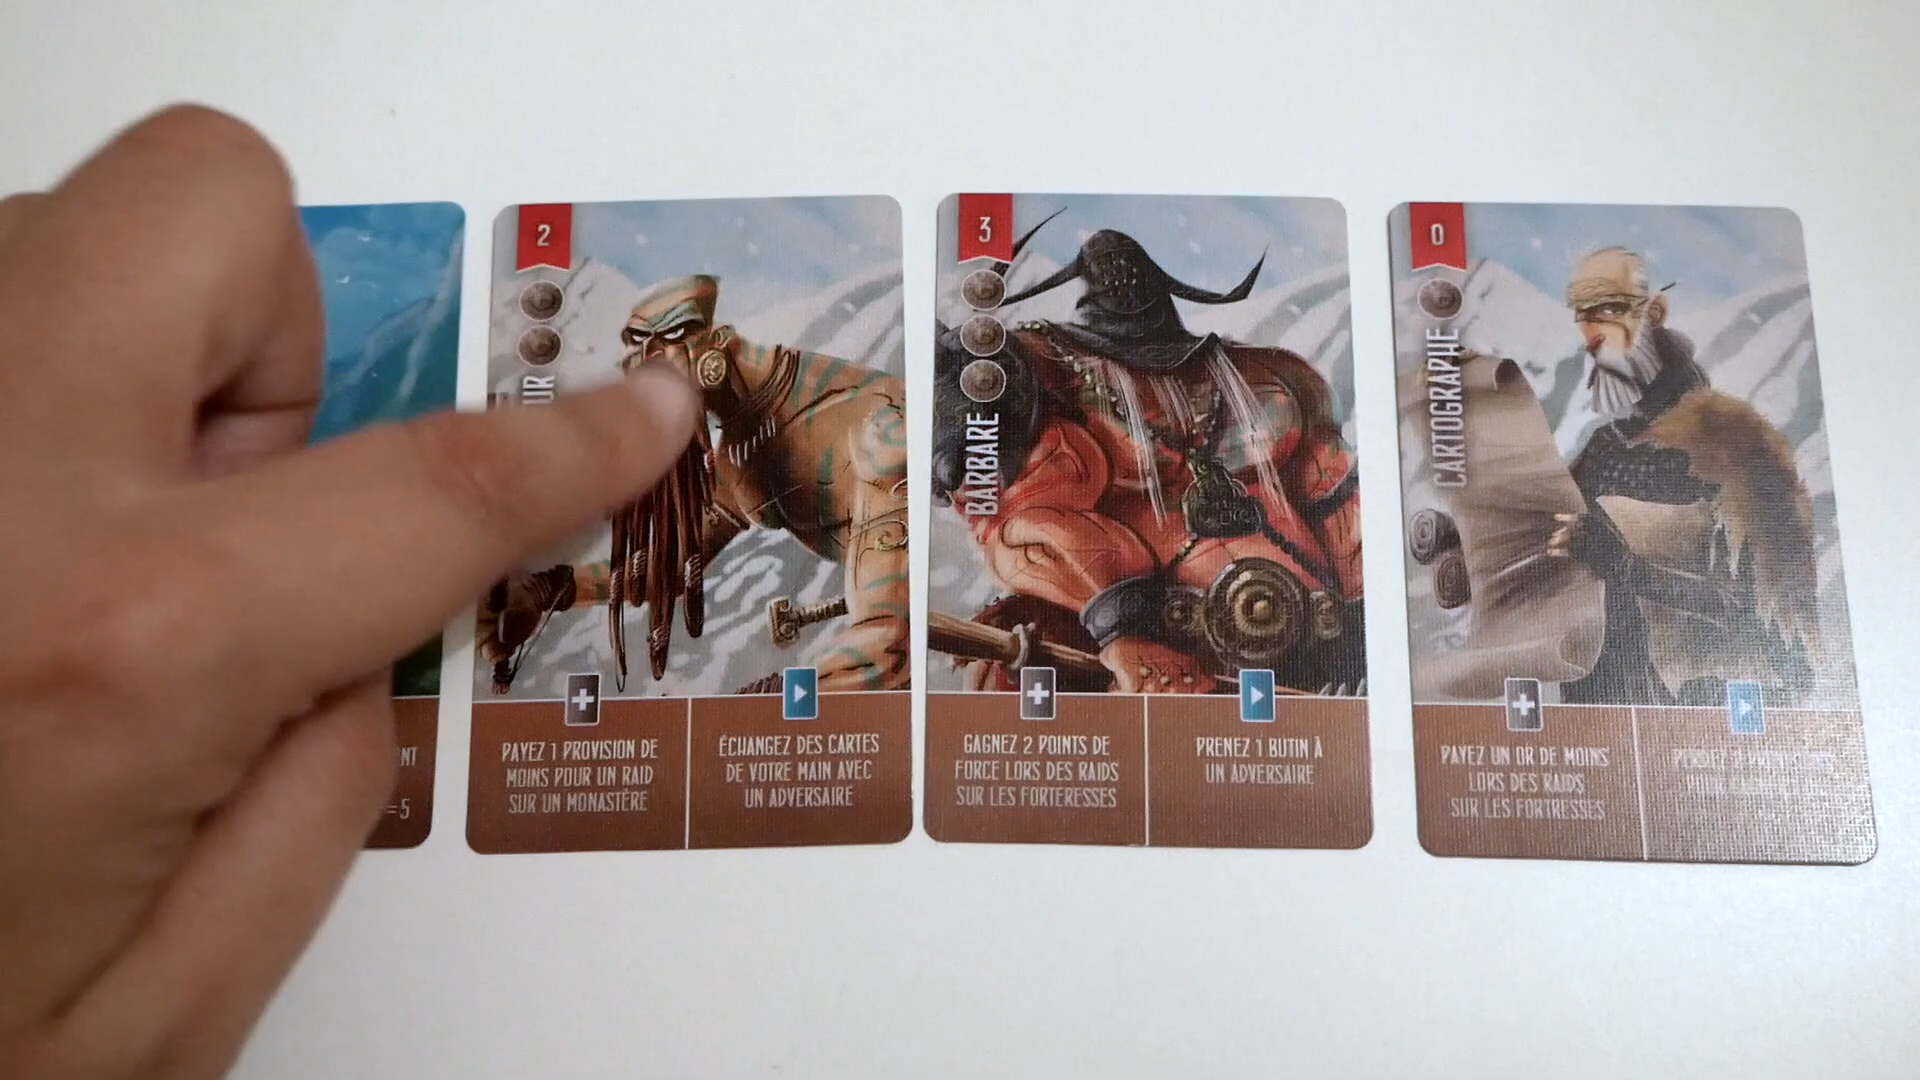 NT
=5
2
UR
PAYEZ 1 PROVISION DE
MOINS POUR UN RAID
SUR UN MONASTÈRE
ÉCHANGEZ DES CARTES
DE VOTRE MAIN AVEC
UN ADVERSAIRE
3
BARBARE
GAGNEZ 2 POINTS DE
FORCE LORS DES RAIDS
SUR LES FORTERESSES
PRENEZ 1 BUTIN À
UN ADVERSAIRE
0
CARTOGRAPHE
PAYEZ UN OR DE MOINS
LORS DES RAIDS
SUR LES FORTRESSES